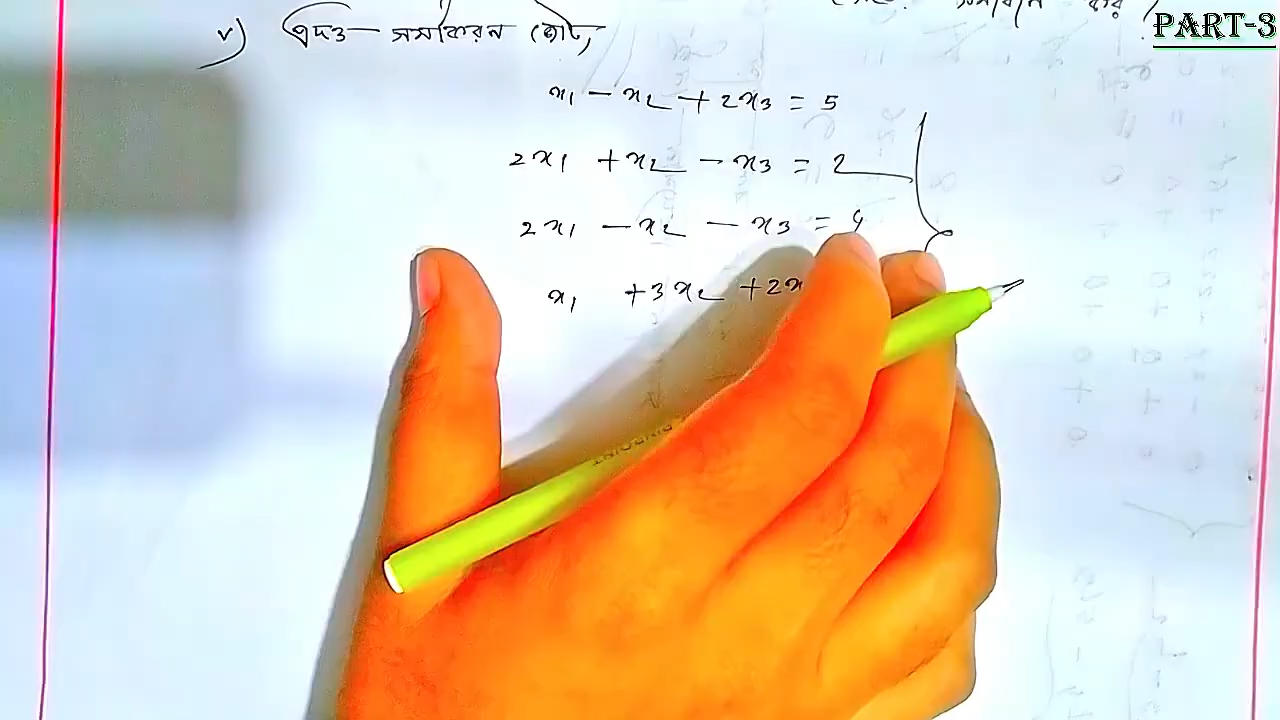 PART-3
v) প্রদত্ত সমীকরন জোট,
x₁ − x₂ + 2x₃ = 5
2x₁ + x₂ − x₃ = 2
2x₁ − x₂ − x₃ = 4
x₁ + 3x₂ + 2x